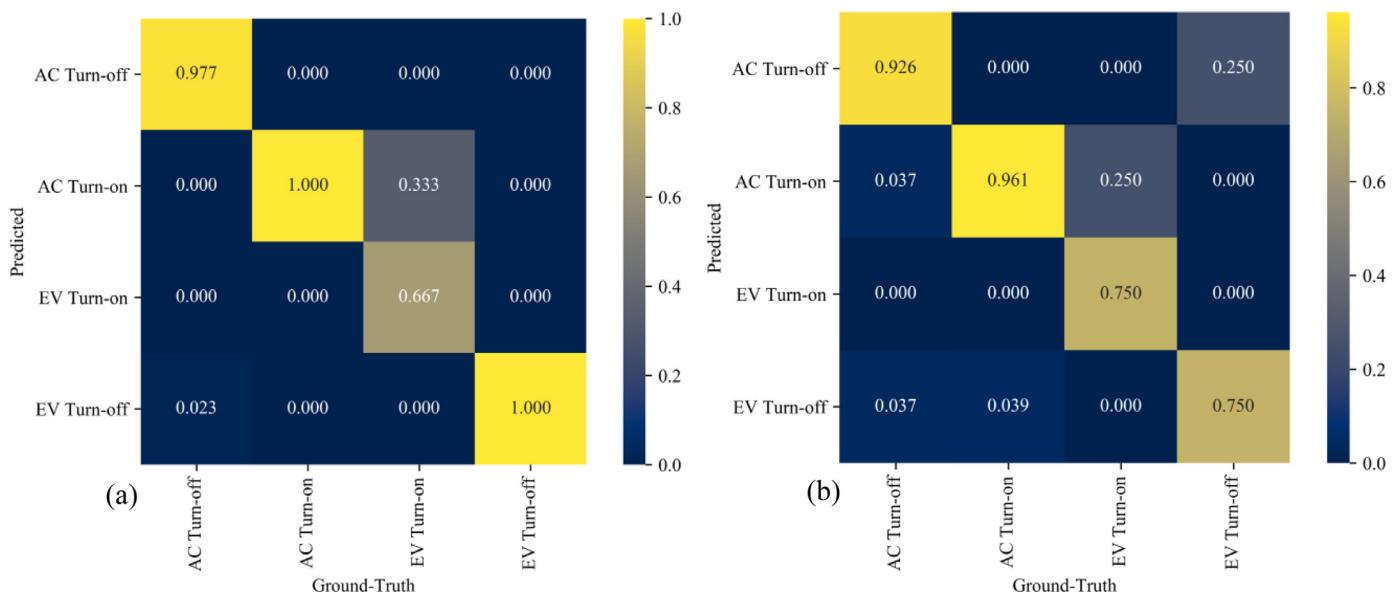 AC Turn-off 0.977 0.000 0.000 0.000
AC Turn-on 0.000 1.000 0.333 0.000
EV Turn-on 0.000 0.000 0.667 0.000
EV Turn-off 0.023 0.000 0.000 1.000
Predicted
AC Turn-off AC Turn-on EV Turn-on EV Turn-off
Ground-Truth
1.0
0.8
0.6
0.4
0.2
0.0
(a)
AC Turn-off 0.926 0.000 0.000 0.250
AC Turn-on 0.037 0.961 0.250 0.000
EV Turn-on 0.000 0.000 0.750 0.000
EV Turn-off 0.037 0.039 0.000 0.750
Predicted
AC Turn-off AC Turn-on EV Turn-on EV Turn-off
Ground-Truth
0.8
0.6
0.4
0.2
0.0
(b)